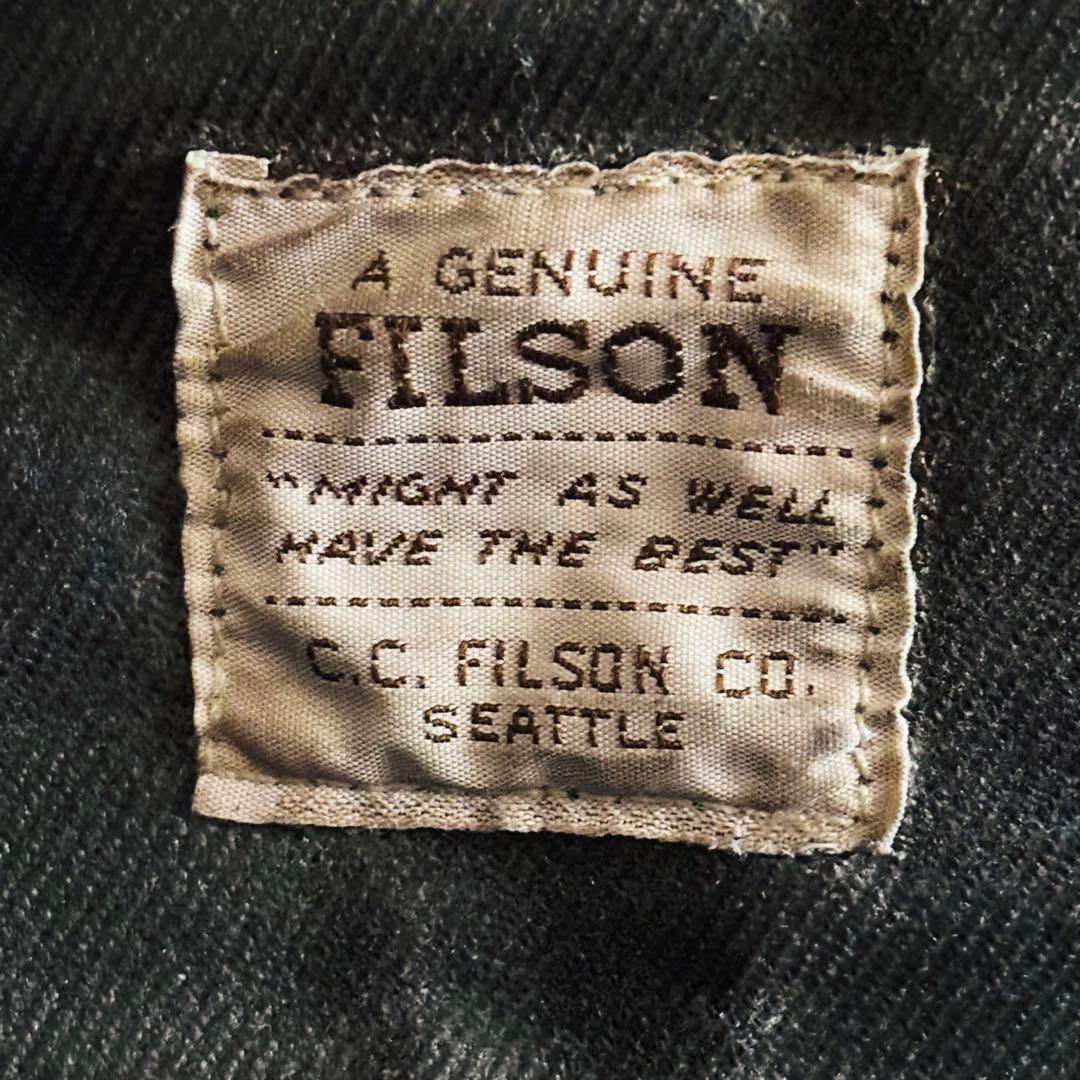 A GENUINE
FILSON
"MIGHT AS WELL
HAVE THE BEST"
C.C. FILSON CO.
SEATTLE